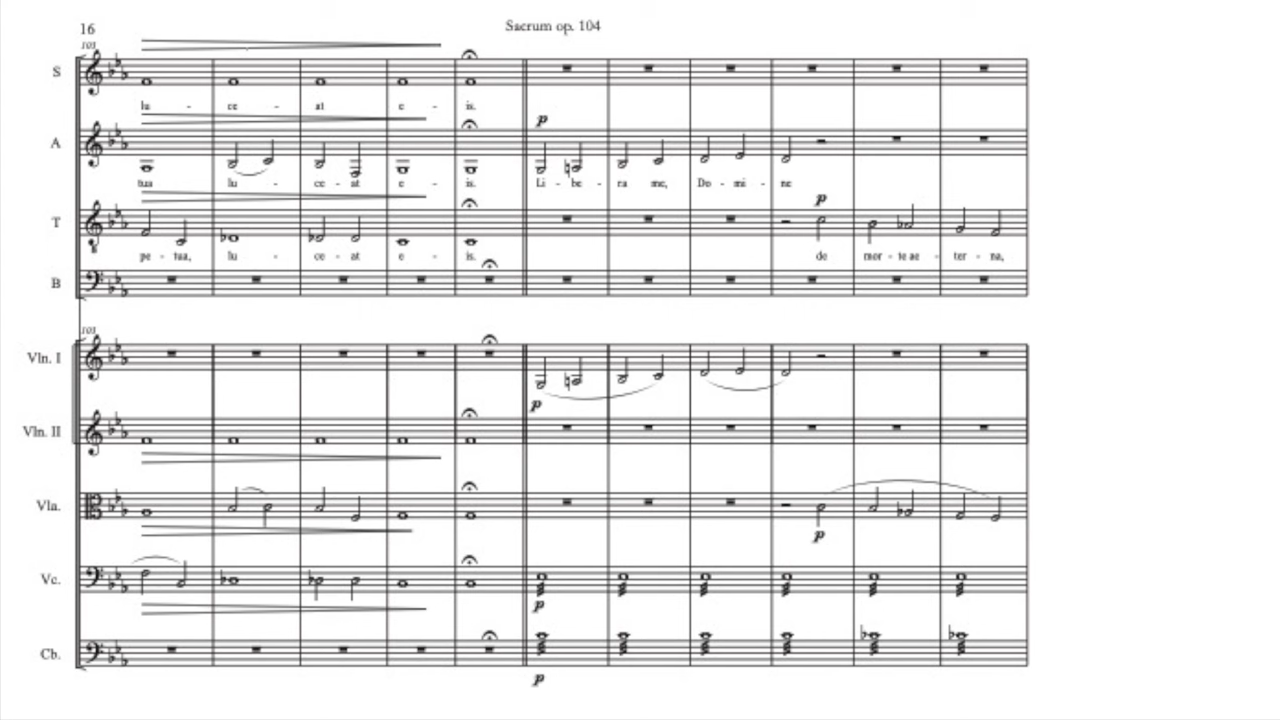 16
Sacrum op. 104
103
S
lu - ce - at e - is.
p
A
tua lu - ce - at e - is. Li - be - ra me, Do - mi - ne
p
T
pe - tua, lu - ce - at e - is. de mor - te ae - ter - na,
B
103
Vln. I
p
Vln. II
Vla.
p
Vc.
p
Cb.
p